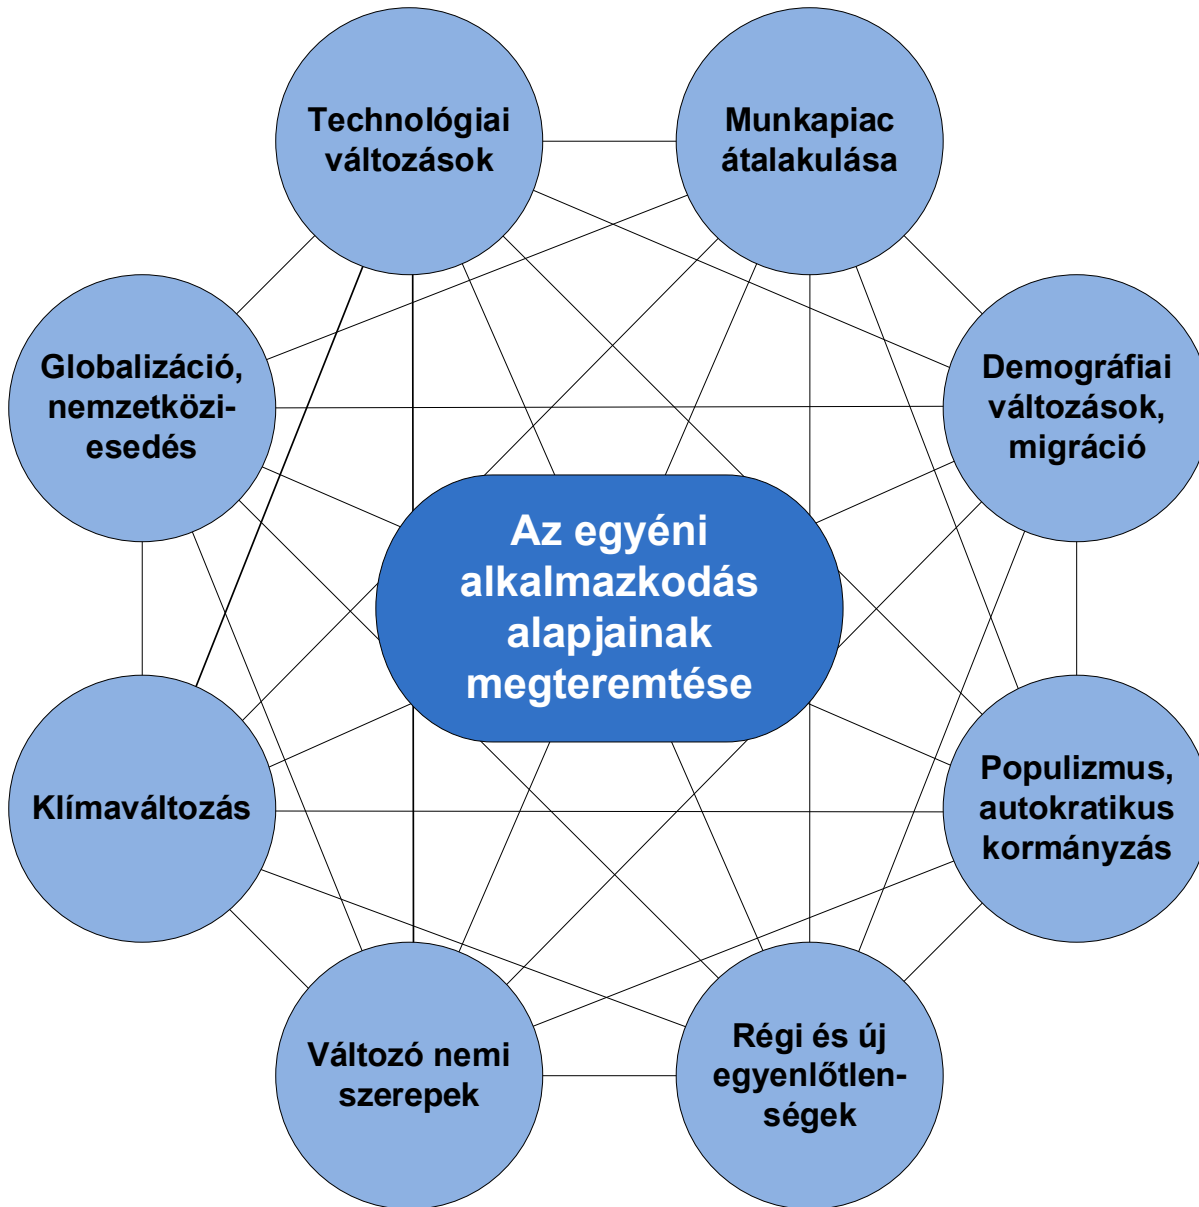 Technológiai
változások
Munkapiac
átalakulása
Globalizáció,
nemzetközi-
esedés
Demográfiai
változások,
migráció
Az egyéni
alkalmazkodás
alapjainak
megteremtése
Klímaváltozás
Populizmus,
autokratikus
kormányzás
Változó nemi
szerepek
Régi és új
egyenlőtlen-
ségek